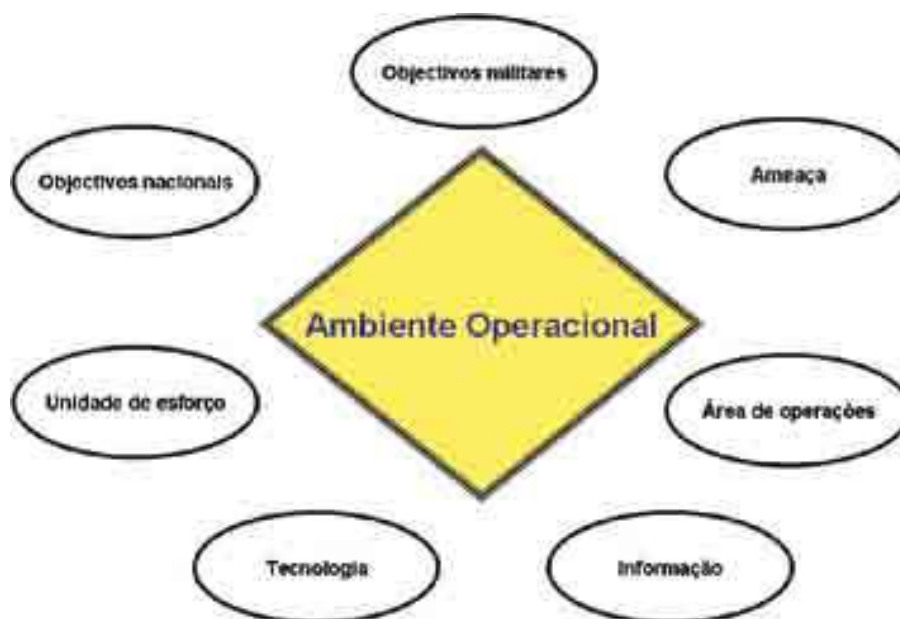 Objectivos militares
Objectivos nacionais
Ameaça
Ambiente Operacional
Unidade de esforço
Área de operações
Tecnologia
Informação